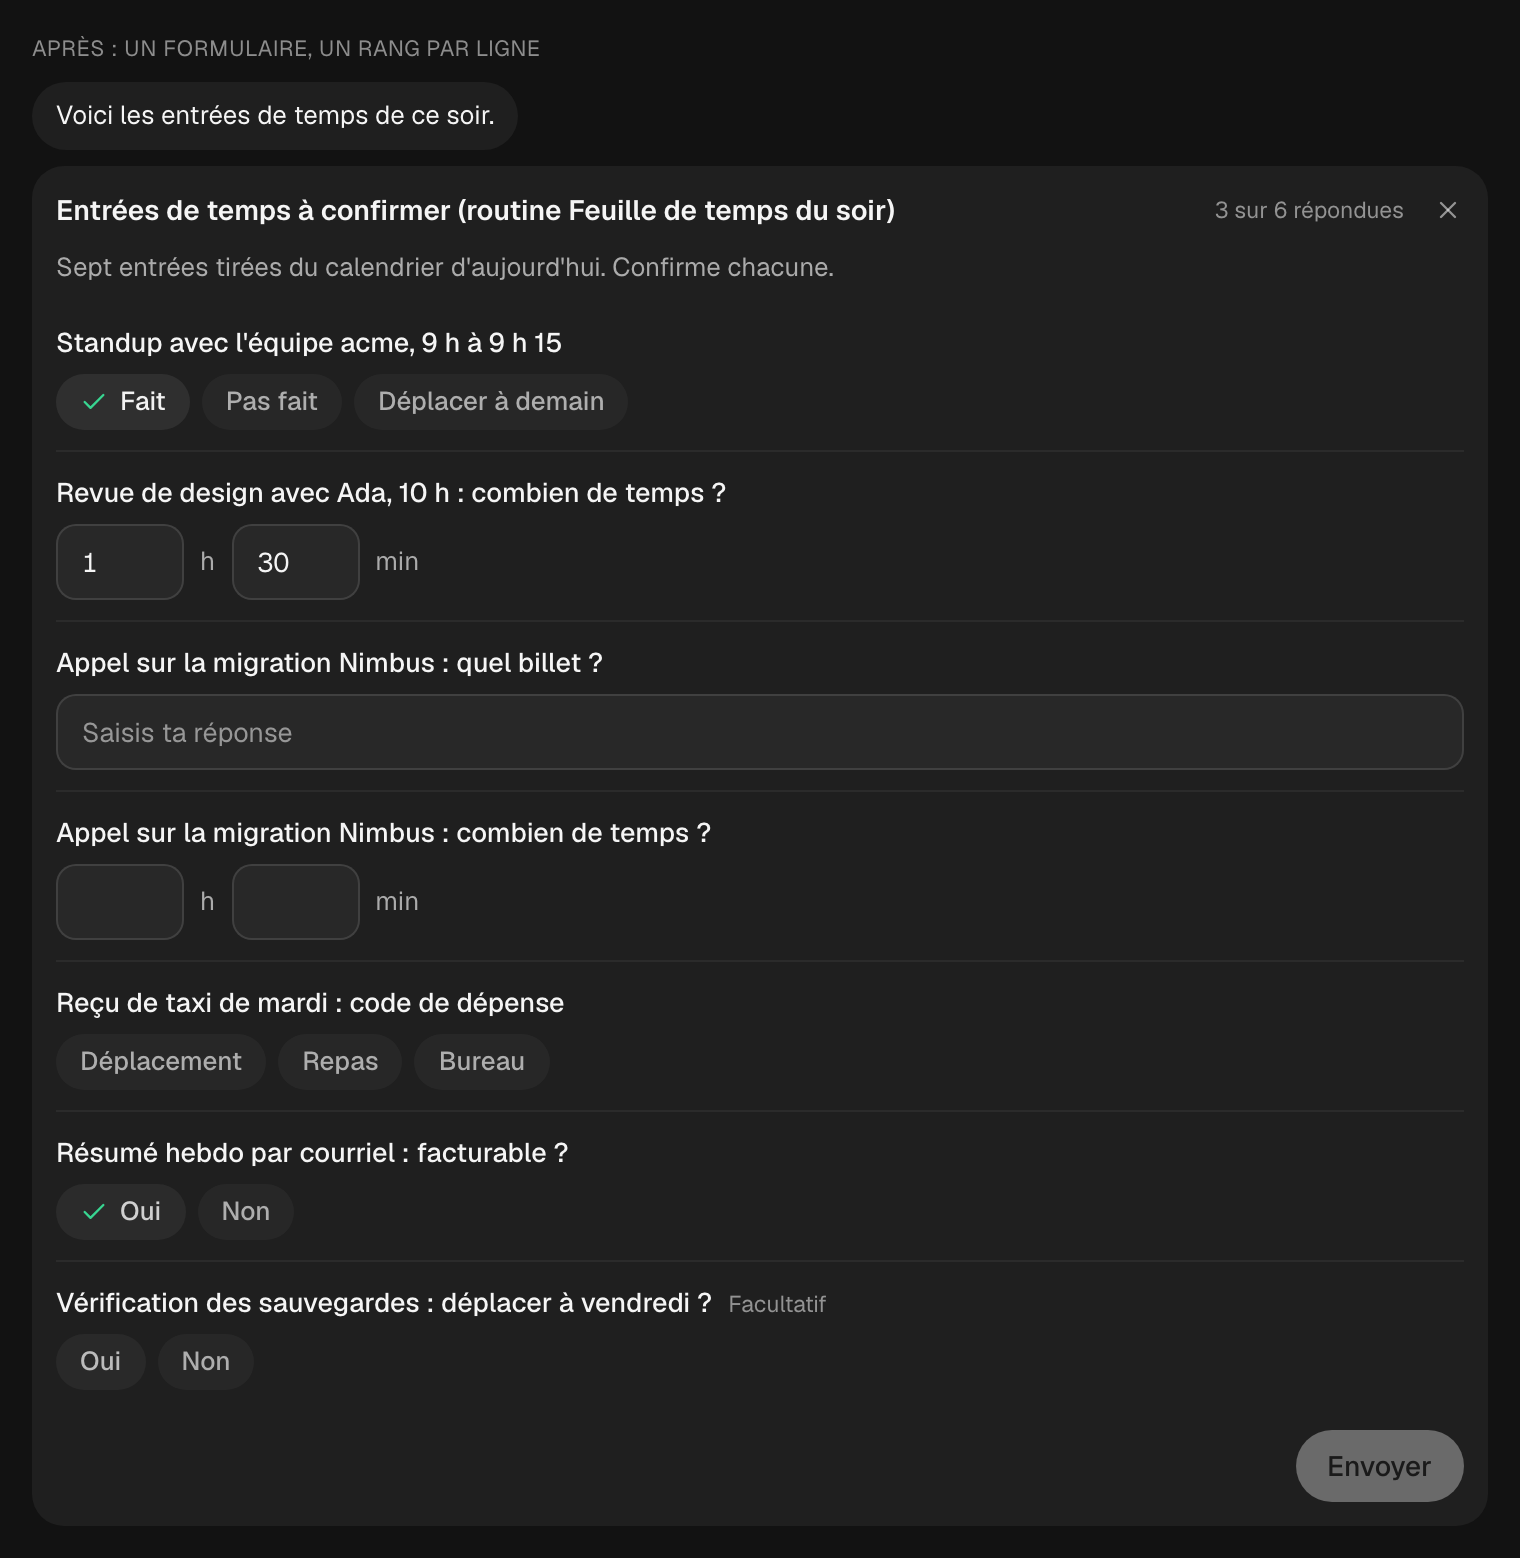 APRÈS : UN FORMULAIRE, UN RANG PAR LIGNE
Voici les entrées de temps de ce soir.
Entrées de temps à confirmer (routine Feuille de temps du soir)
3 sur 6 répondues
Sept entrées tirées du calendrier d'aujourd'hui. Confirme chacune.
Standup avec l'équipe acme, 9 h à 9 h 15
Fait Pas fait Déplacer à demain
Revue de design avec Ada, 10 h : combien de temps ?
1 h 30 min
Appel sur la migration Nimbus : quel billet ?
Saisis ta réponse
Appel sur la migration Nimbus : combien de temps ?
h min
Reçu de taxi de mardi : code de dépense
Déplacement Repas Bureau
Résumé hebdo par courriel : facturable ?
Oui Non
Vérification des sauvegardes : déplacer à vendredi ? Facultatif
Oui Non
Envoyer